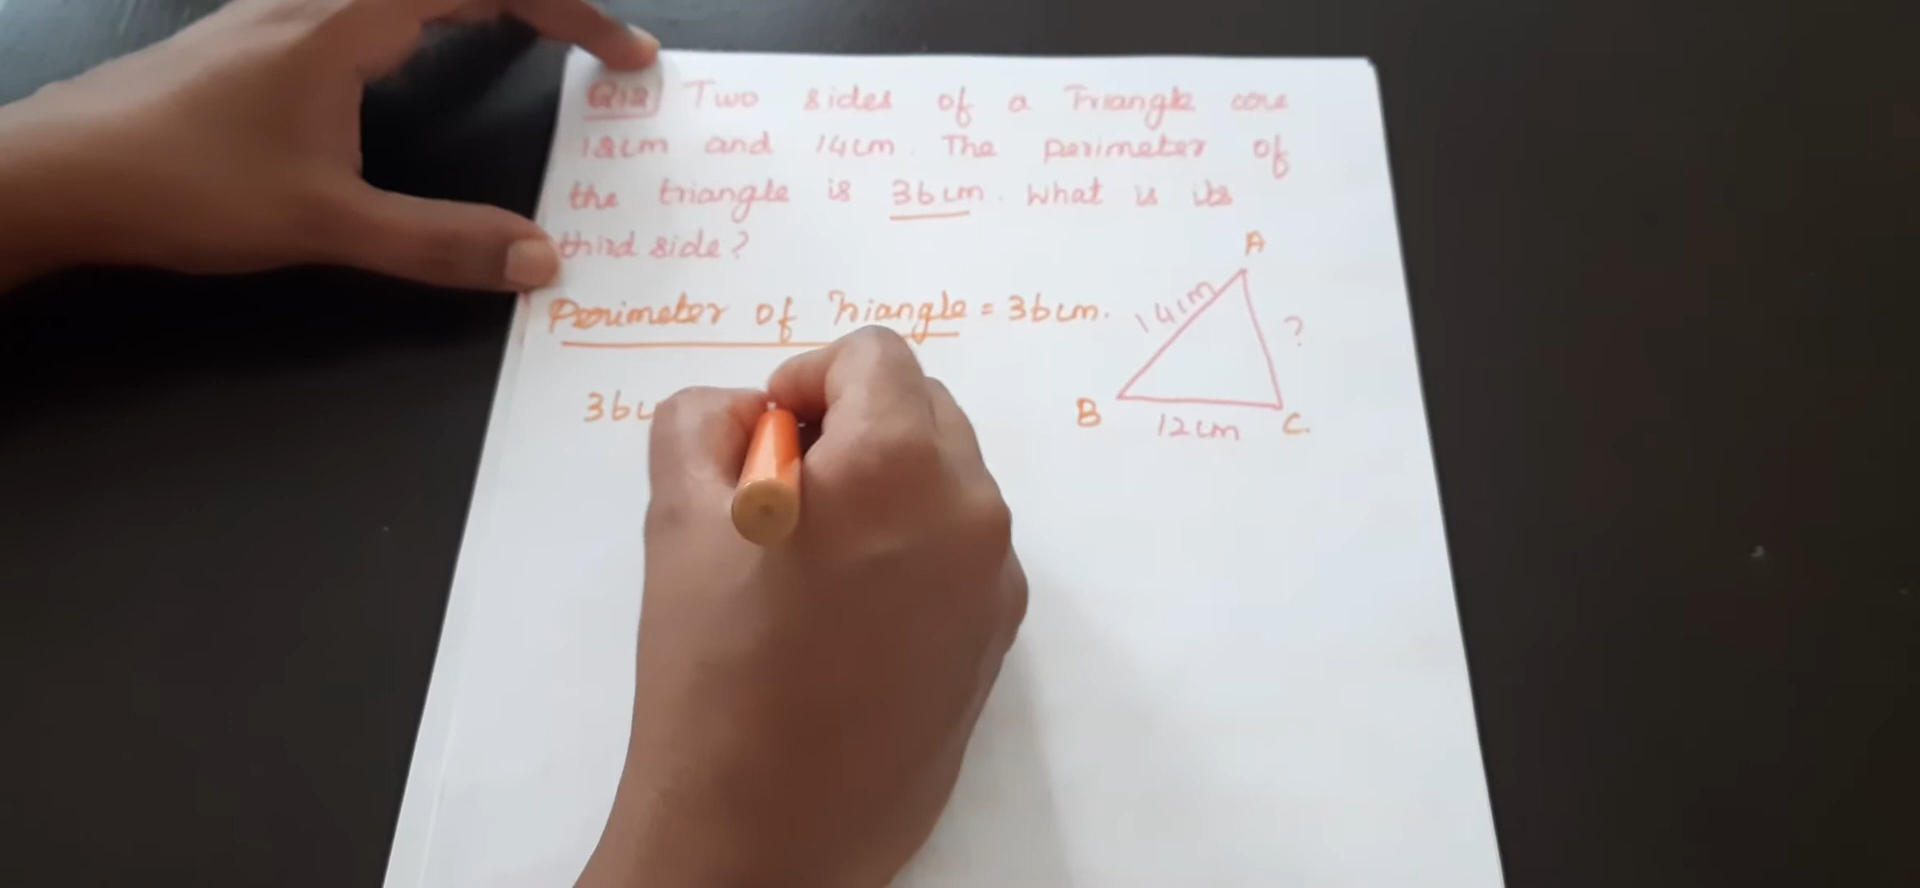 Q12 Two sides of a Triangle are
12cm and 14cm. The perimeter of
the triangle is 36cm. What is its
third side?
Perimeter of Triangle = 36cm.
36c
A
14cm
?
B
12cm
C.